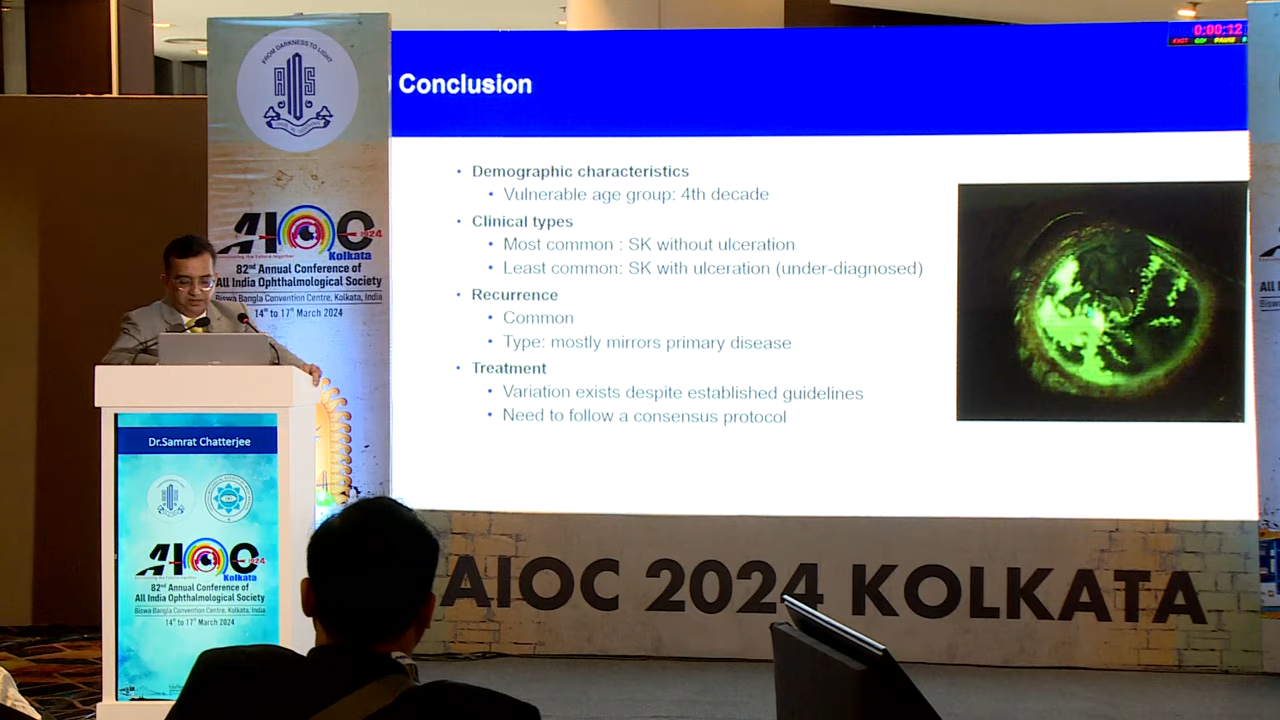 FROM DARKNESS TO LIGHT
AIOS
AIOC 2024
Kolkata
82nd Annual Conference of
All India Ophthalmological Society
Biswa Bangla Convention Centre, Kolkata, India
14th to 17th March 2024
0:00:12
EXIT GO! PAUSE
Conclusion
• Demographic characteristics
• Vulnerable age group: 4th decade
• Clinical types
• Most common : SK without ulceration
• Least common: SK with ulceration (under-diagnosed)
• Recurrence
• Common
• Type: mostly mirrors primary disease
• Treatment
• Variation exists despite established guidelines
• Need to follow a consensus protocol
Dr.Samrat Chatterjee
AIOC 2024
Kolkata
82nd Annual Conference of
All India Ophthalmological Society
Biswa Bangla Convention Centre, Kolkata, India
14th to 17th March 2024
AIOC 2024 KOLKATA
All I